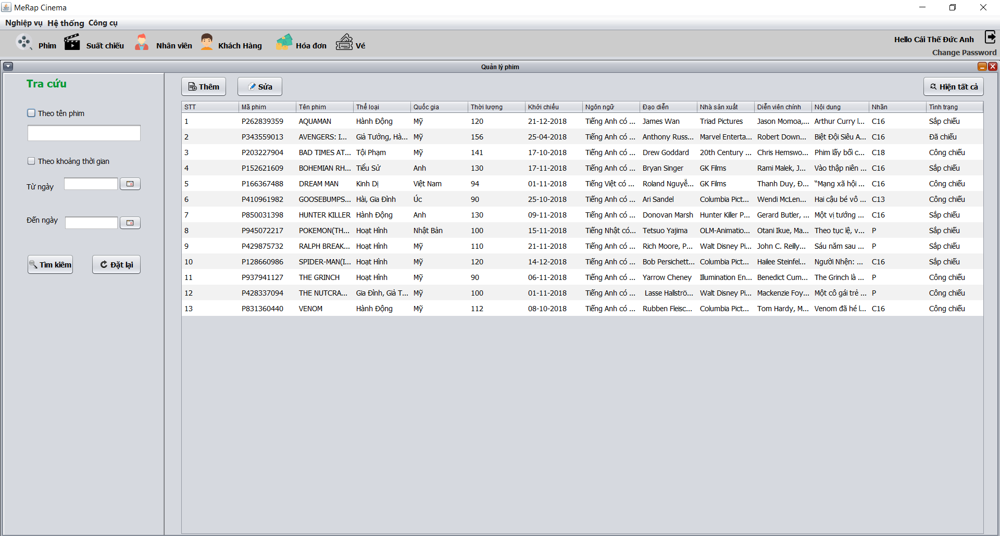 MeRap Cinema
Nghiệp vụ Hệ thống Công cụ
Phim Suất chiếu Nhân viên Khách Hàng Hóa đơn Vé
Hello Cái Thế Đức Anh
Change Password
Quản lý phim
Tra cứu
Theo tên phim
Theo khoảng thời gian
Từ ngày
Đến ngày
Tìm kiếm Đặt lại
Thêm Sửa Hiện tất cả
STT Mã phim Tên phim Thể loại Quốc gia Thời lượng Khởi chiếu Ngôn ngữ Đạo diễn Nhà sản xuất Diễn viên chính Nội dung Nhãn Tình trạng
1 P262839359 AQUAMAN Hành Động Mỹ 120 21-12-2018 Tiếng Anh có ... James Wan Triad Pictures Jason Momoa,... Arthur Curry l... C16 Sắp chiếu
2 P343559013 AVENGERS: I... Giả Tưởng, Hà... Mỹ 156 25-04-2018 Tiếng Anh có ... Anthony Russ... Marvel Enterta... Robert Down... Biệt Đội Siêu A... C16 Đã chiếu
3 P203227904 BAD TIMES AT... Tội Phạm Mỹ 141 17-10-2018 Tiếng Anh có ... Drew Goddard 20th Century ... Chris Hemswo... Phim lấy bối c... C18 Công chiếu
4 P152621609 BOHEMIAN RH... Tiểu Sử Anh 130 17-11-2018 Tiếng Anh có ... Bryan Singer GK Films Rami Malek, J... Vào thập niên ... C16 Sắp chiếu
5 P166367488 DREAM MAN Kinh Dị Việt Nam 94 01-11-2018 Tiếng Việt có ... Roland Nguyễ... GK Films Thanh Duy, Đ... “Mạng xã hội ... C16 Công chiếu
6 P410961982 GOOSEBUMPS... Hài, Gia Đình Úc 90 25-10-2018 Tiếng Anh có ... Ari Sandel Columbia Pict... Wendi McLen... Hai cậu bé vô ... C13 Công chiếu
7 P850031398 HUNTER KILLER Hành Động Anh 130 09-11-2018 Tiếng Anh có ... Donovan Marsh Hunter Killer P... Gerard Butler, ... Một vị tướng ... C16 Sắp chiếu
8 P945072217 POKEMON(TH... Hoạt Hình Nhật Bản 100 15-11-2018 Tiếng Nhật có... Tetsuo Yajima OLM-Animatio... Otani Ikue, Ma... Theo tục lệ, v... P Sắp chiếu
9 P429875732 RALPH BREAK... Hoạt Hình Mỹ 110 21-11-2018 Tiếng Anh có ... Rich Moore, P... Walt Disney Pi... John C. Reilly... Sáu năm sau ... P Sắp chiếu
10 P128660986 SPIDER-MAN(I... Hoạt Hình Mỹ 120 14-12-2018 Tiếng Anh có ... Bob Persichett... Columbia Pict... Hailee Steinfel... Người Nhện: ... C16 Sắp chiếu
11 P937941127 THE GRINCH Hoạt Hình Mỹ 90 06-11-2018 Tiếng Anh có ... Yarrow Cheney Illumination En... Benedict Cum... The Grinch là ... P Công chiếu
12 P428337094 THE NUTCRA... Gia Đình, Giả T... Mỹ 100 01-11-2018 Tiếng Anh có ... Lasse Hallströ... Walt Disney Pi... Mackenzie Foy... Một cô gái trẻ ... P Công chiếu
13 P831360440 VENOM Hành Động Mỹ 112 08-10-2018 Tiếng Anh có ... Rubben Fleisc... Columbia Pict... Tom Hardy, M... Venom đã hé l... C16 Công chiếu